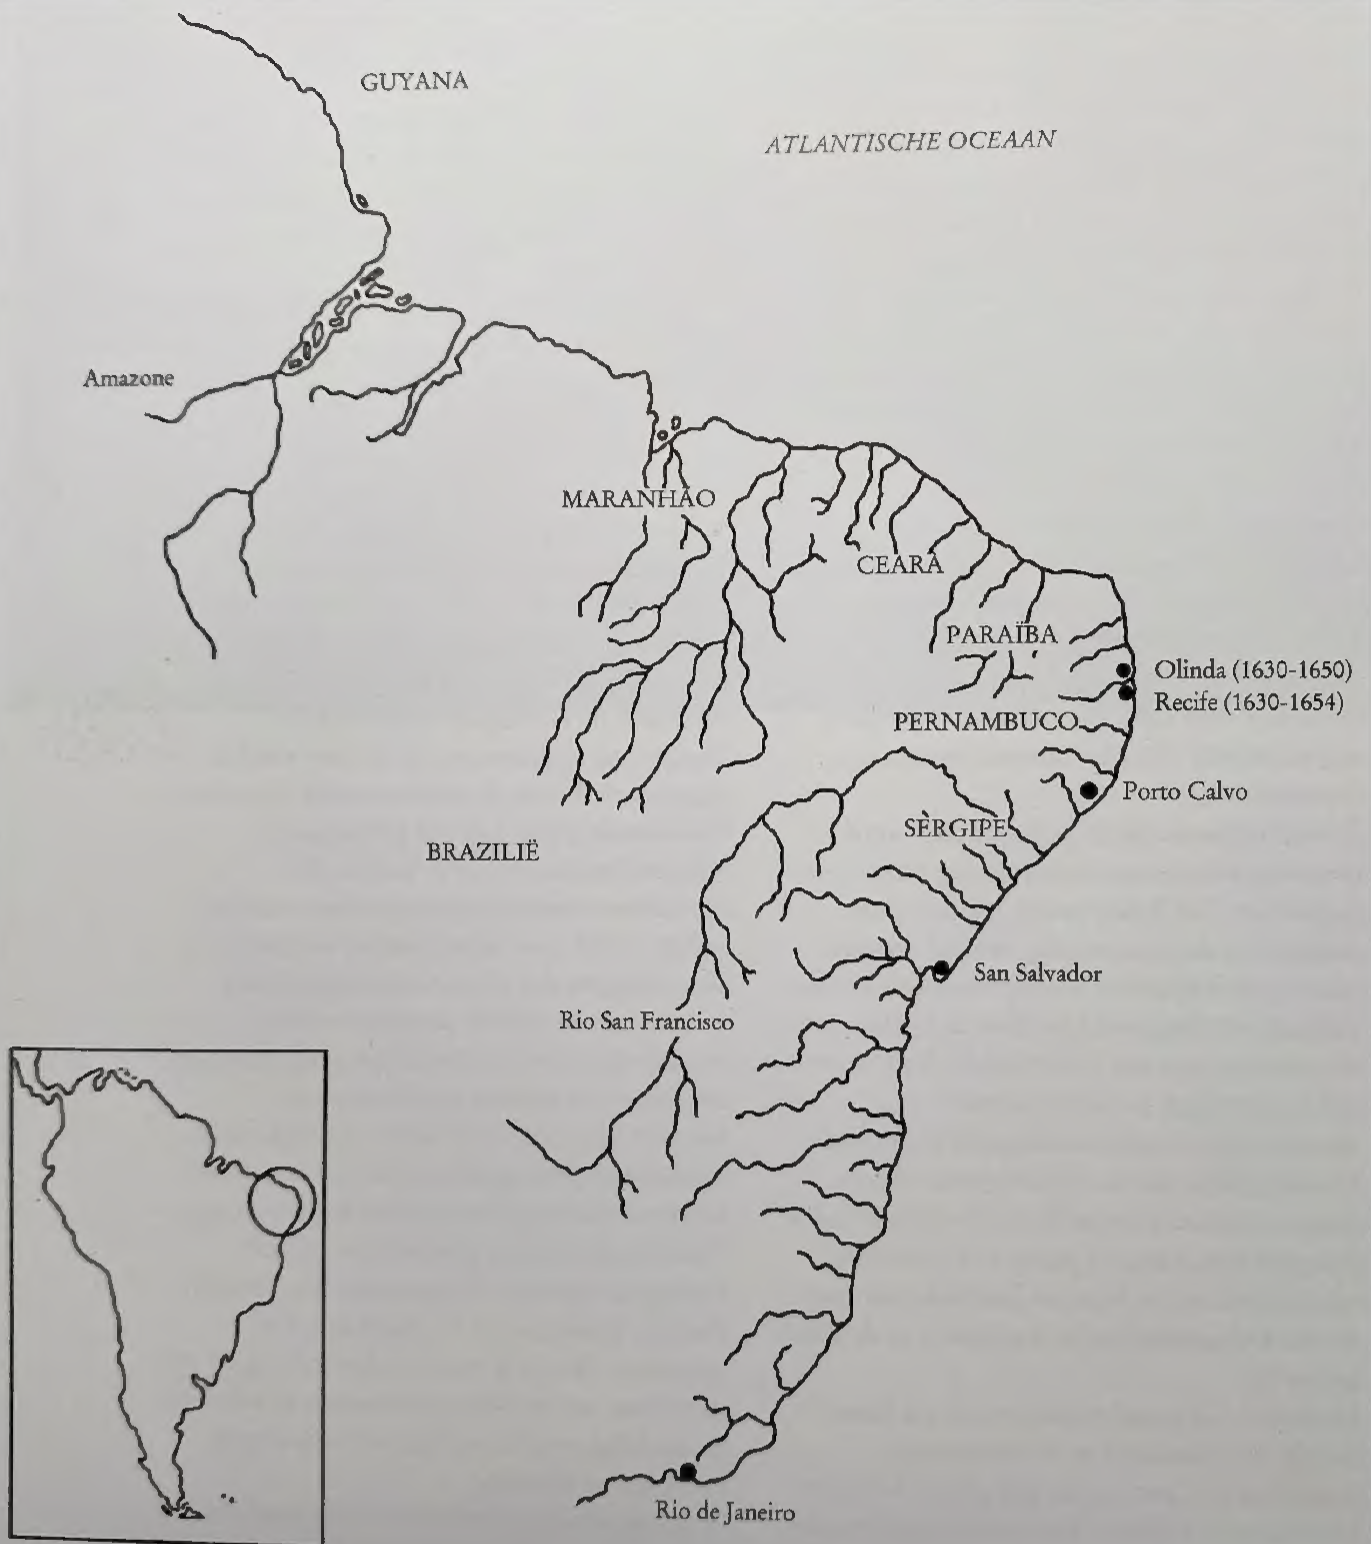 GUYANA
ATLANTISCHE OCEAAN
Amazone
MARANHÃO
CEARÁ
PARAÏBA
Olinda (1630-1650)
Recife (1630-1654)
PERNAMBUCO
Porto Calvo
SÈRGIPE
BRAZILIË
San Salvador
Rio San Francisco
Rio de Janeiro